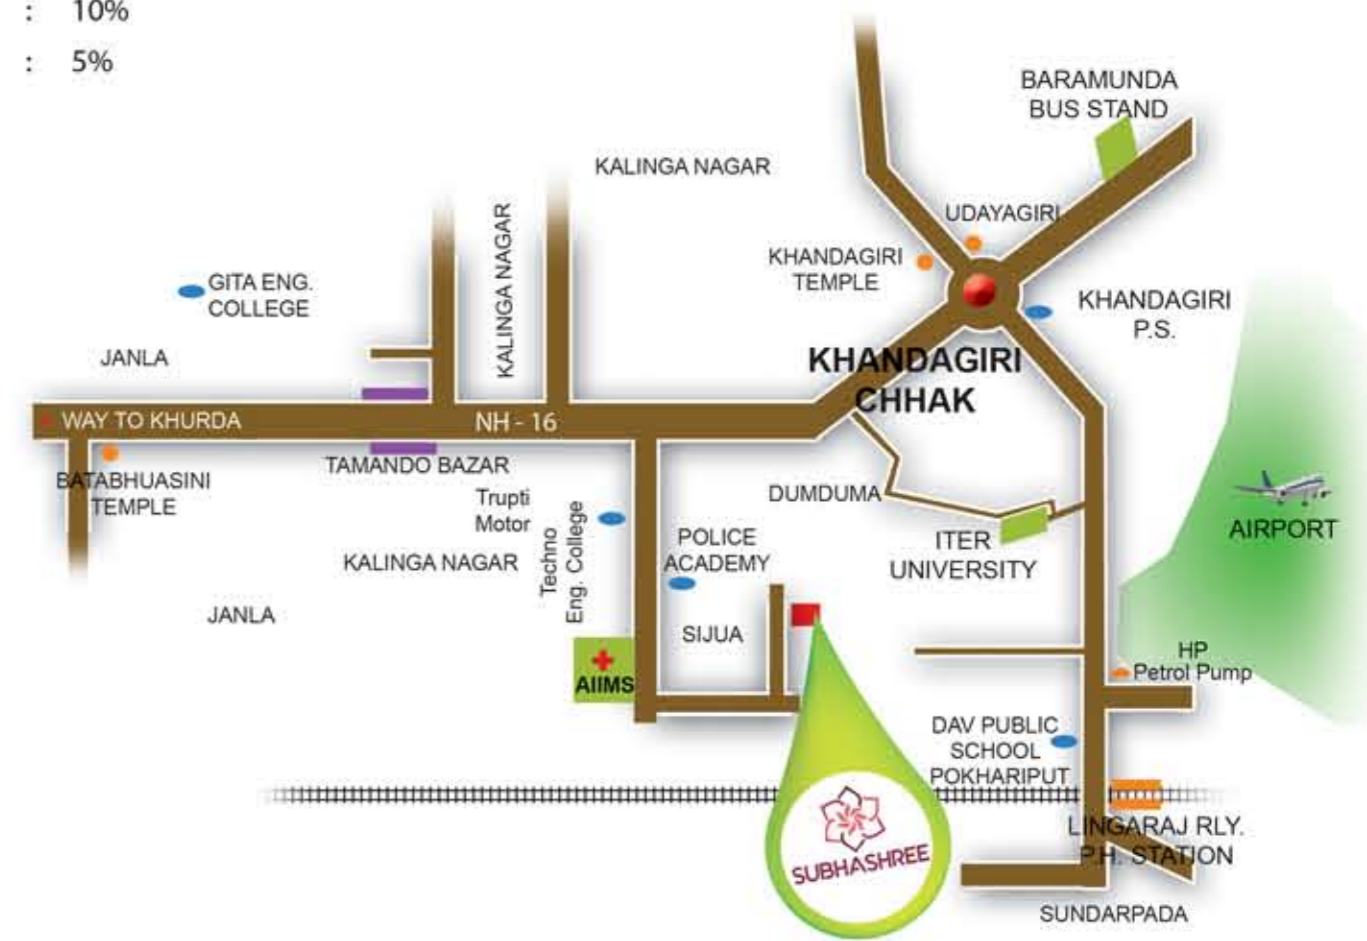 : 10%
: 5%
BARAMUNDA
BUS STAND
KALINGA NAGAR
UDAYAGIRI
KHANDAGIRI
TEMPLE
KALINGA NAGAR
GITA ENG.
COLLEGE
KHANDAGIRI
P.S.
JANLA
KHANDAGIRI
CHHAK
WAY TO KHURDA
NH - 16
TAMANDO BAZAR
BATABHUASINI
TEMPLE
Trupti
Motor
DUMDUMA
AIRPORT
Techno
Eng. College
POLICE
ACADEMY
ITER
UNIVERSITY
KALINGA NAGAR
JANLA
SIJUA
HP
Petrol Pump
AIIMS
DAV PUBLIC
SCHOOL
POKHARIPUT
LINGARAJ RLY.
P.H. STATION
SUBHASHREE
SUNDARPADA